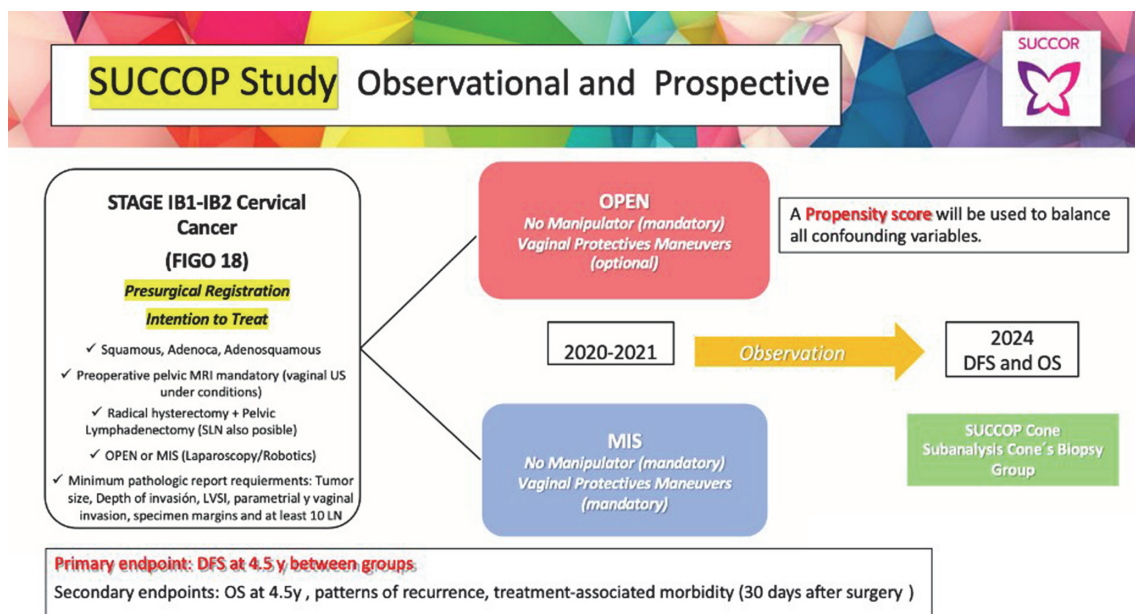 SUCCOP Study Observational and Prospective
SUCCOR
STAGE IB1-IB2 Cervical
Cancer
(FIGO 18)
Presurgical Registration
Intention to Treat
✓ Squamous, Adenoca, Adenosquamous
✓ Preoperative pelvic MRI mandatory (vaginal US
under conditions)
✓ Radical hysterectomy + Pelvic
Lymphadenectomy (SLN also posible)
✓ OPEN or MIS (Laparoscopy/Robotics)
✓ Minimum pathologic report requierments: Tumor
size, Depth of invasión, LVSI, parametrial y vaginal
invasion, specimen margins and at least 10 LN
OPEN
No Manipulator (mandatory)
Vaginal Protectives Maneuvers
(optional)
A Propensity score will be used to balance
all confounding variables.
2020-2021
Observation
2024
DFS and OS
MIS
No Manipulator (mandatory)
Vaginal Protectives Maneuvers
(mandatory)
SUCCOP Cone
Subanalysis Cone´s Biopsy
Group
Primary endpoint: DFS at 4.5 y between groups
Secondary endpoints: OS at 4.5y , patterns of recurrence, treatment-associated morbidity (30 days after surgery )